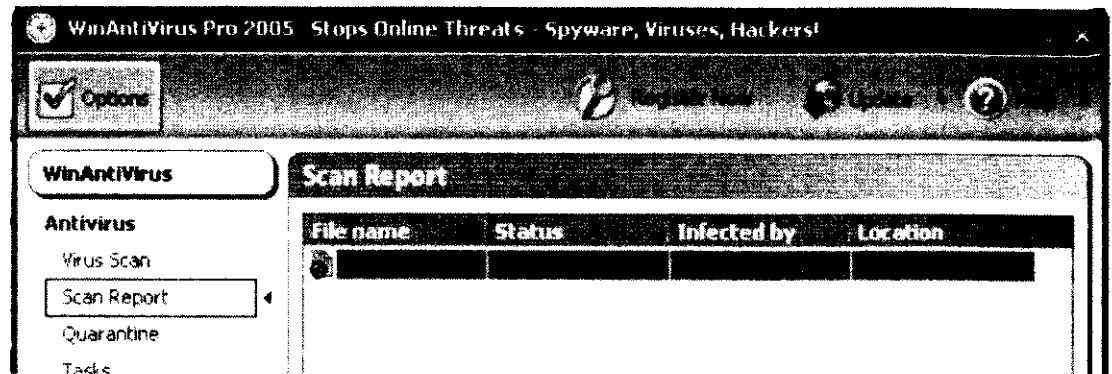 WinAntiVirus Pro 2005 Stops Online Threats - Spyware, Viruses, Hackers!
Options Register Now Update
WinAntiVirus
Scan Report
Antivirus
File name Status Infected by Location
Virus Scan
Scan Report
Quarantine
Tasks